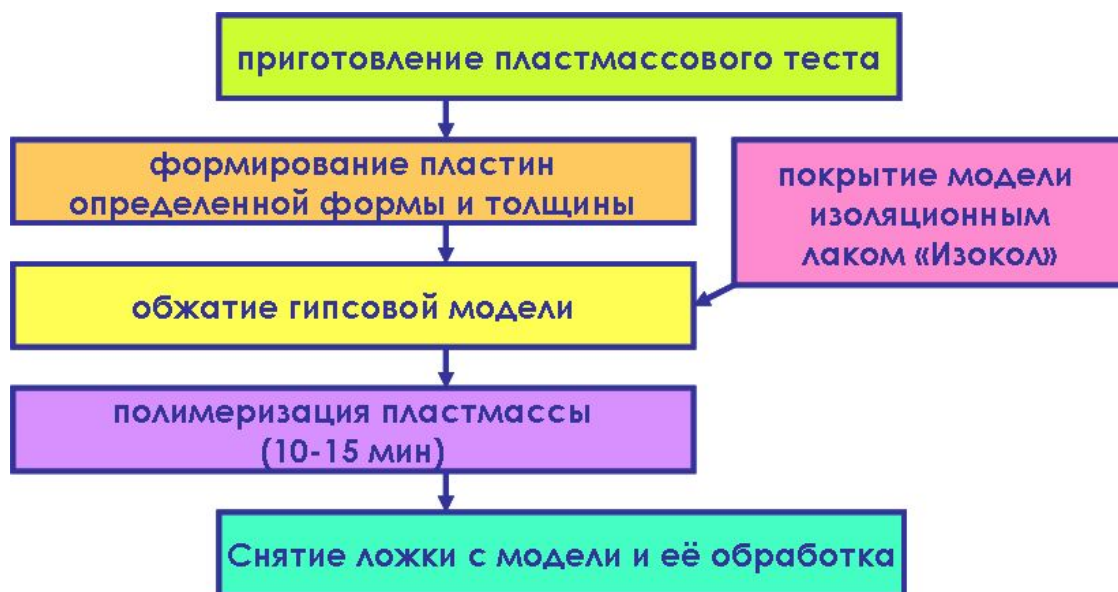 приготовление пластмассового теста
формирование пластин
определенной формы и толщины
покрытие модели
изоляционным
лаком «Изокол»
обжатие гипсовой модели
полимеризация пластмассы
(10-15 мин)
Снятие ложки с модели и её обработка